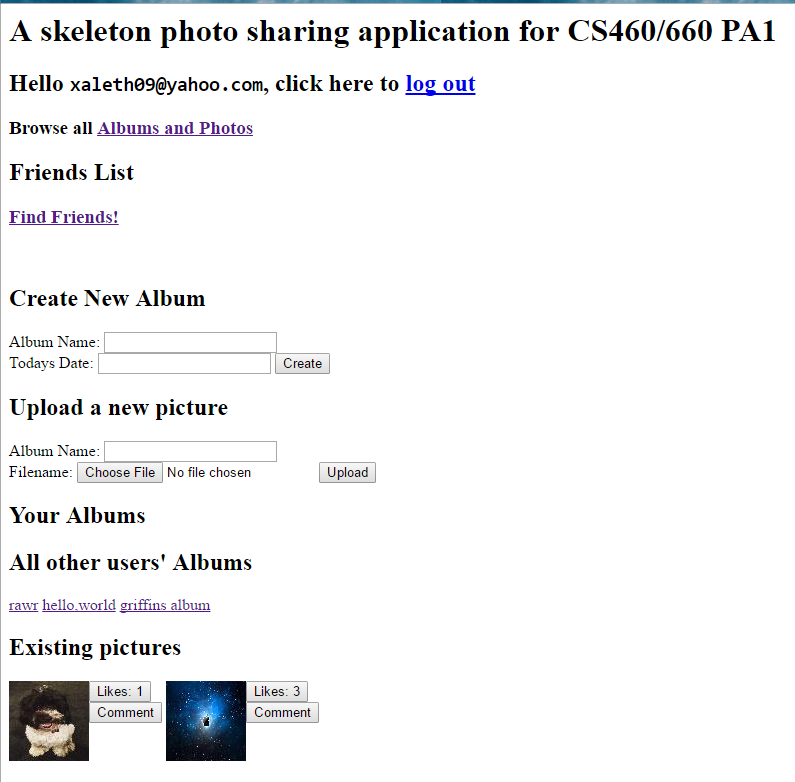 A skeleton photo sharing application for CS460/660 PA1
Hello xaleth09@yahoo.com, click here to log out
Browse all Albums and Photos
Friends List
Find Friends!
Create New Album
Album Name:
Todays Date: Create
Upload a new picture
Album Name:
Filename: Choose File No file chosen Upload
Your Albums
All other users' Albums
rawr hello.world griffins album
Existing pictures
Likes: 1 Likes: 3
Comment Comment